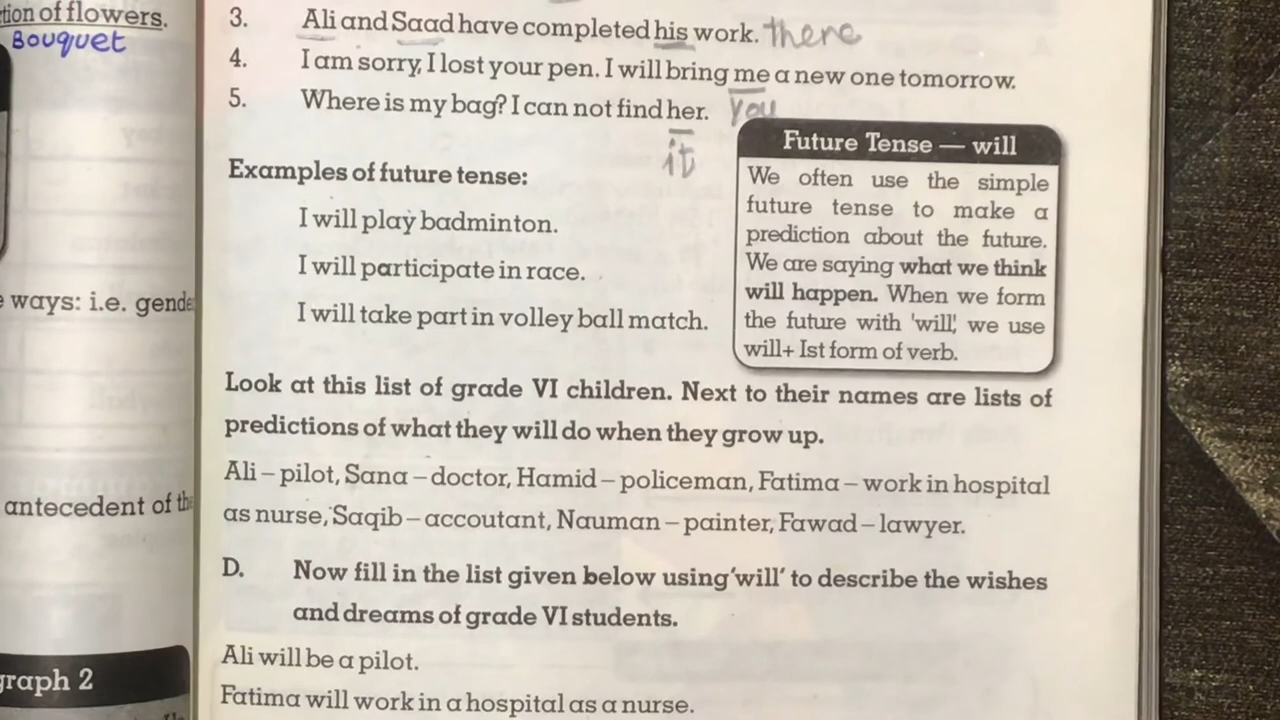 tion of flowers.
Bouquet
e ways: i.e. gende
antecedent of th
graph 2
3. Ali and Saad have completed his work. there
4. I am sorry, I lost your pen. I will bring me a new one tomorrow.
you
5. Where is my bag? I can not find her.
it
Examples of future tense:
I will play badminton.
I will participate in race.
I will take part in volley ball match.
Future Tense — will
We often use the simple
future tense to make a
prediction about the future.
We are saying what we think
will happen. When we form
the future with 'will', we use
will+ Ist form of verb.
Look at this list of grade VI children. Next to their names are lists of
predictions of what they will do when they grow up.
Ali – pilot, Sana – doctor, Hamid – policeman, Fatima – work in hospital
as nurse, Saqib – accoutant, Nauman – painter, Fawad – lawyer.
D. Now fill in the list given below using 'will' to describe the wishes
and dreams of grade VI students.
Ali will be a pilot.
Fatima will work in a hospital as a nurse.